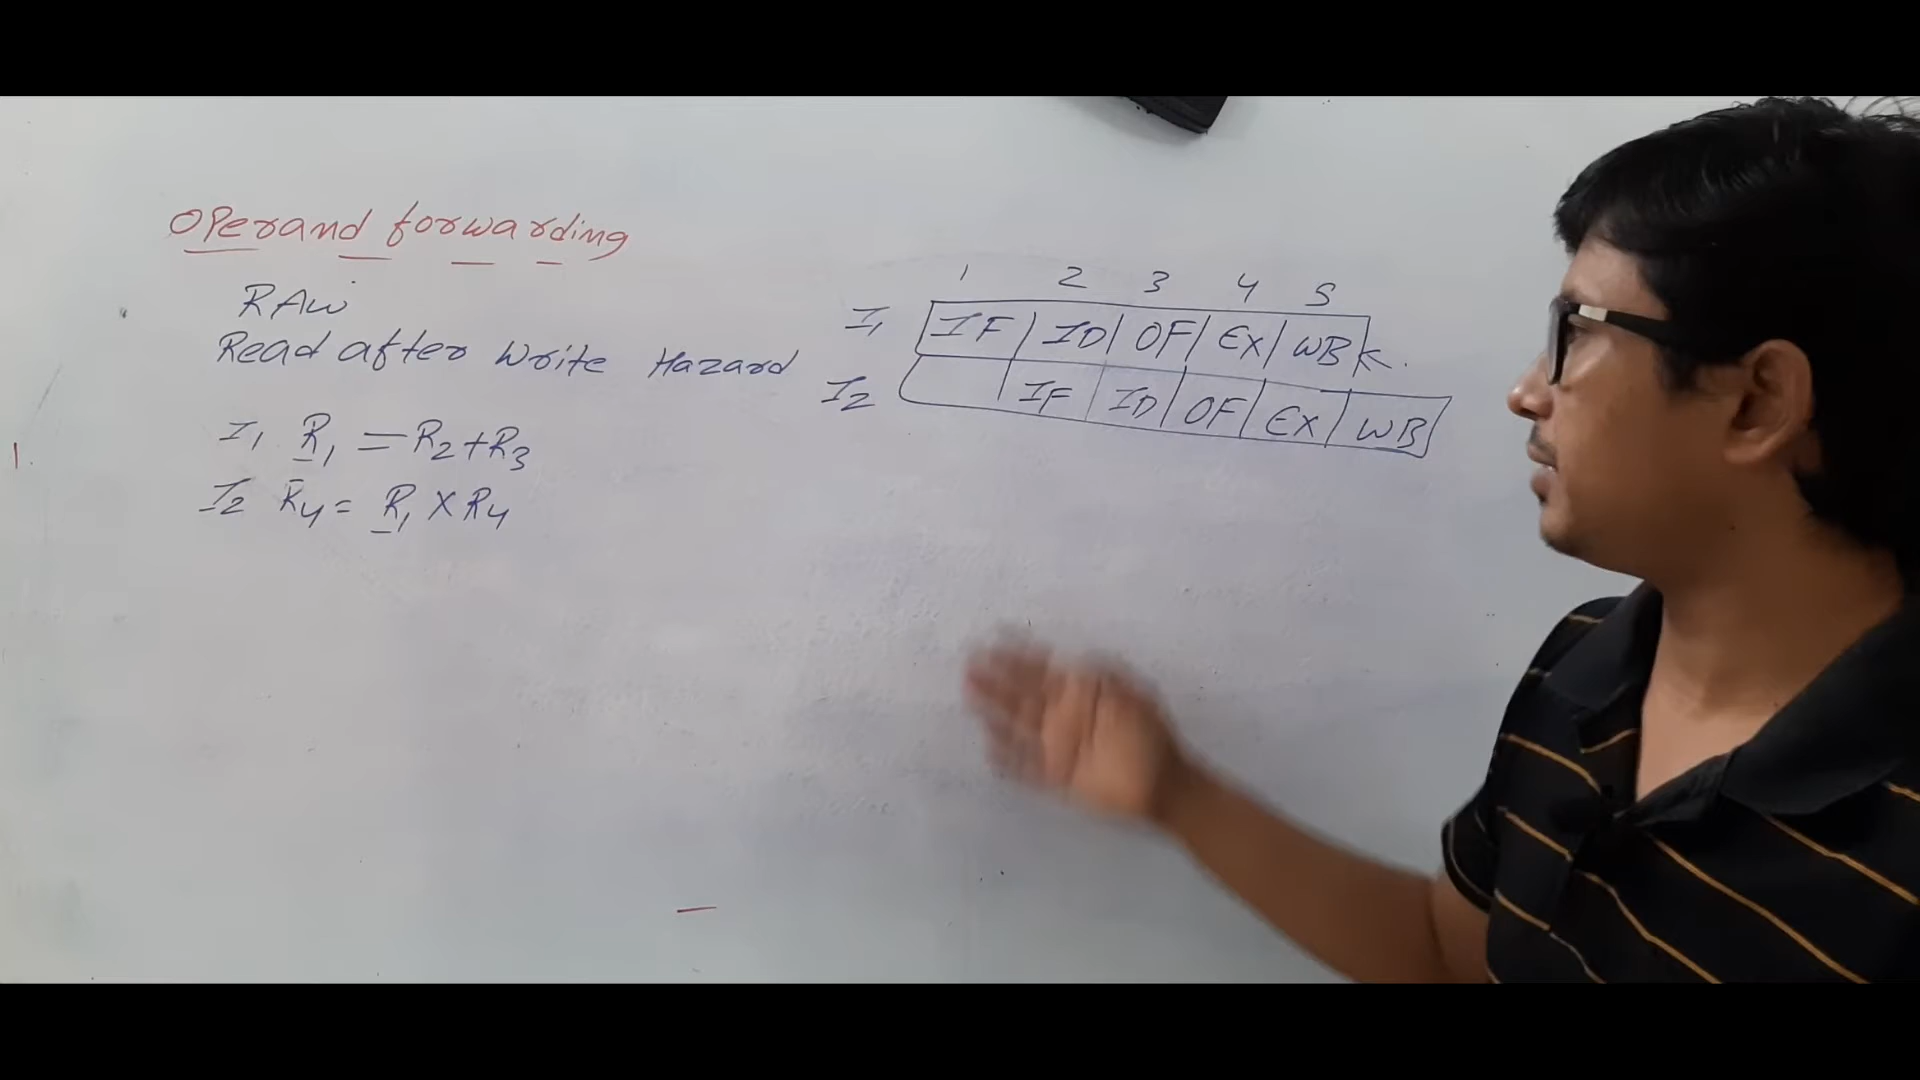 Operand forwarding
RAW
Read after Write Hazard
I1 R1 = R2+R3
I2 R4 = R1 X R4
1 2 3 4 5
I1 IF ID OF EX WB
I2 IF ID OF EX WB